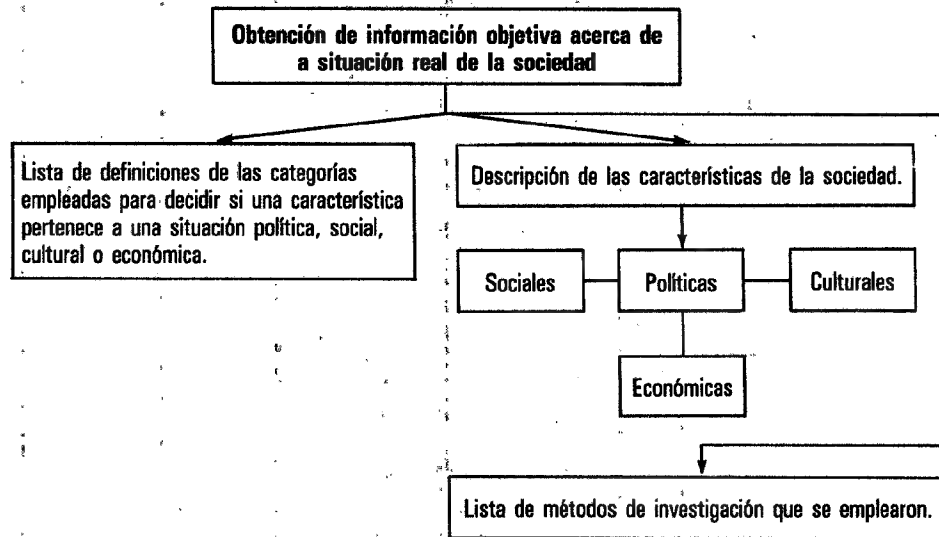 Obtención de información objetiva acerca de
a situación real de la sociedad
Lista de definiciones de las categorías
empleadas para decidir si una característica
pertenece a una situación política, social,
cultural o económica.
Descripción de las características de la sociedad.
Sociales
Políticas
Culturales
Económicas
Lista de métodos de investigación que se emplearon.